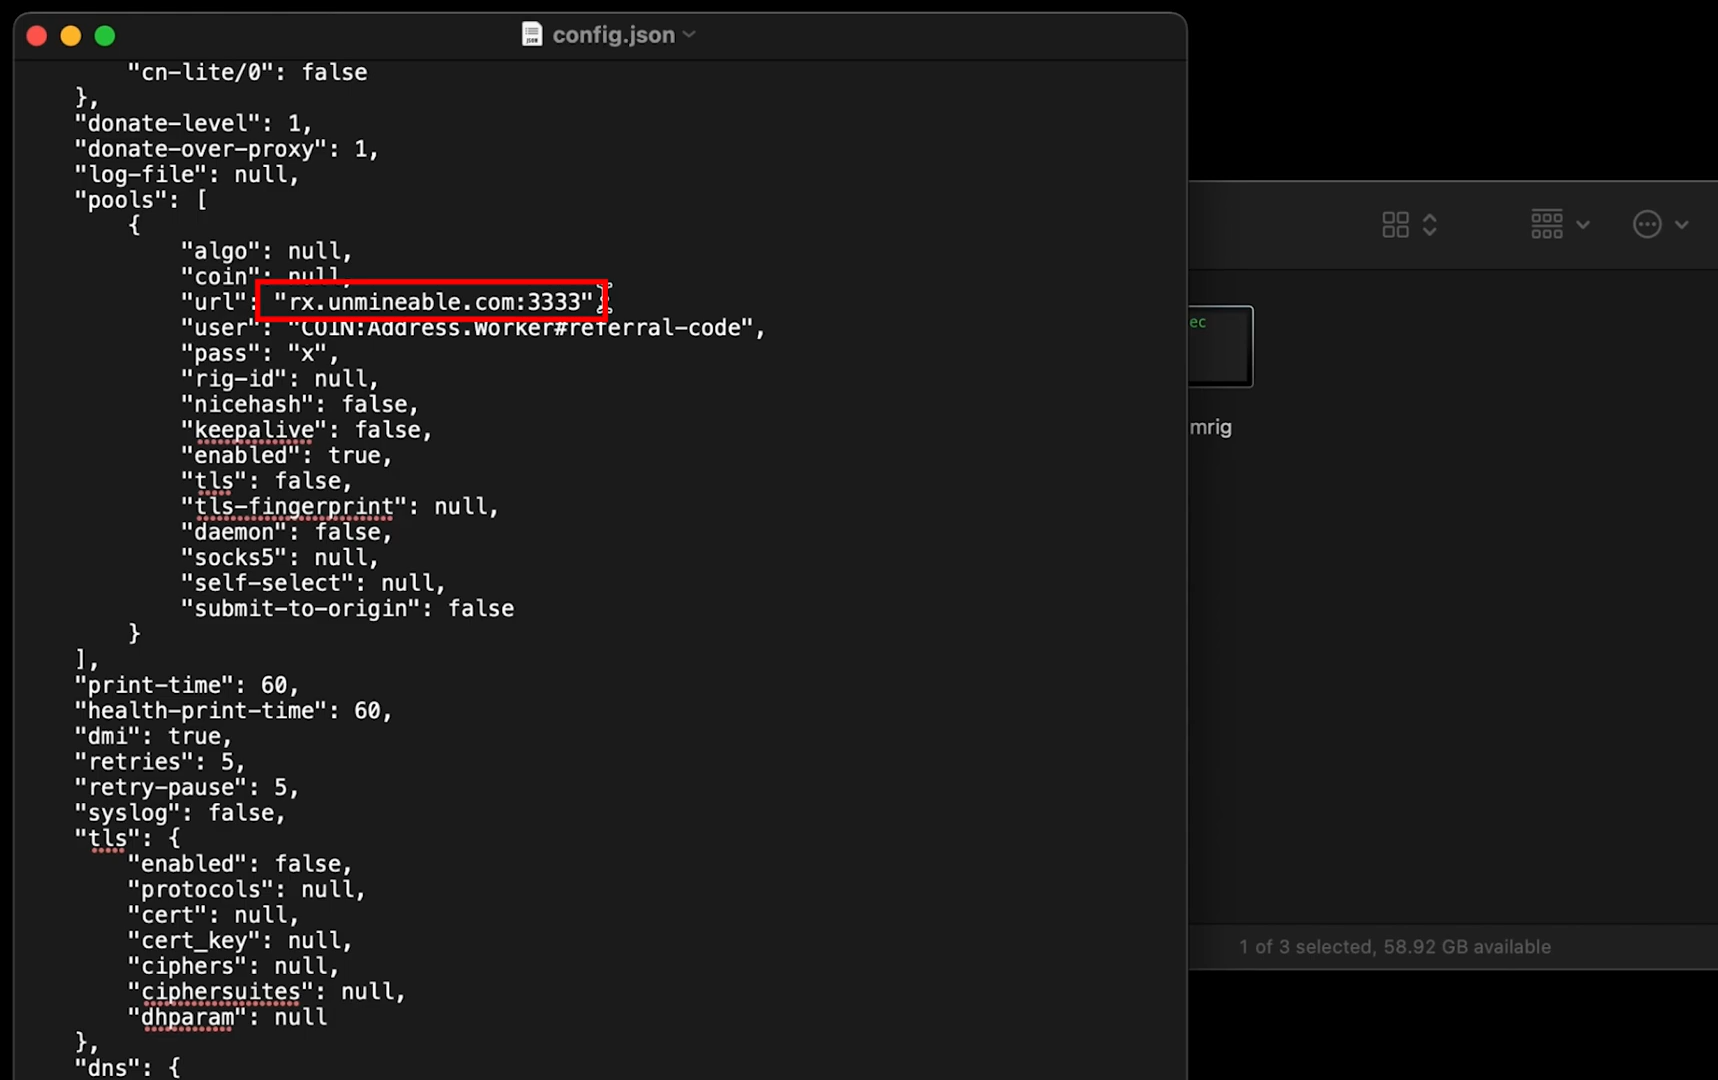 config.json
"cn-lite/0": false
},
"donate-level": 1,
"donate-over-proxy": 1,
"log-file": null,
"pools": [
{
"algo": null,
"coin": null,
"url": "rx.unmineable.com:3333",
"user": "COIN:Address.Worker#referral-code",
"pass": "x",
"rig-id": null,
"nicehash": false,
"keepalive": false,
"enabled": true,
"tls": false,
"tls-fingerprint": null,
"daemon": false,
"socks5": null,
"self-select": null,
"submit-to-origin": false
}
],
"print-time": 60,
"health-print-time": 60,
"dmi": true,
"retries": 5,
"retry-pause": 5,
"syslog": false,
"tls": {
"enabled": false,
"protocols": null,
"cert": null,
"cert_key": null,
"ciphers": null,
"ciphersuites": null,
"dhparam": null
},
"dns": {
ec
mrig
1 of 3 selected, 58.92 GB available